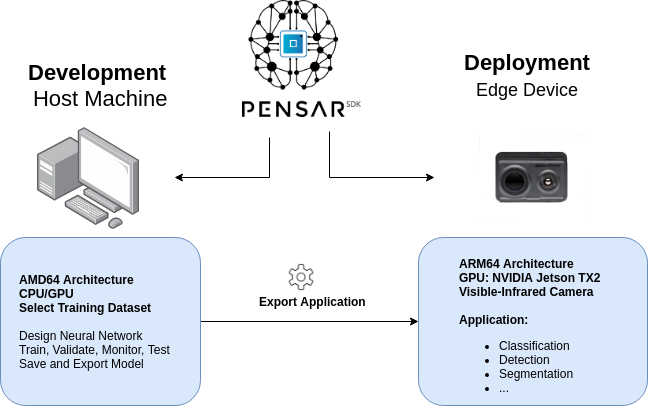 PENSAR SDK
Development
Host Machine
Deployment
Edge Device
AMD64 Architecture
CPU/GPU
Select Training Dataset
Design Neural Network
Train, Validate, Monitor, Test
Save and Export Model
Export Application
ARM64 Architecture
GPU: NVIDIA Jetson TX2
Visible-Infrared Camera
Application:
• Classification
• Detection
• Segmentation
• ...